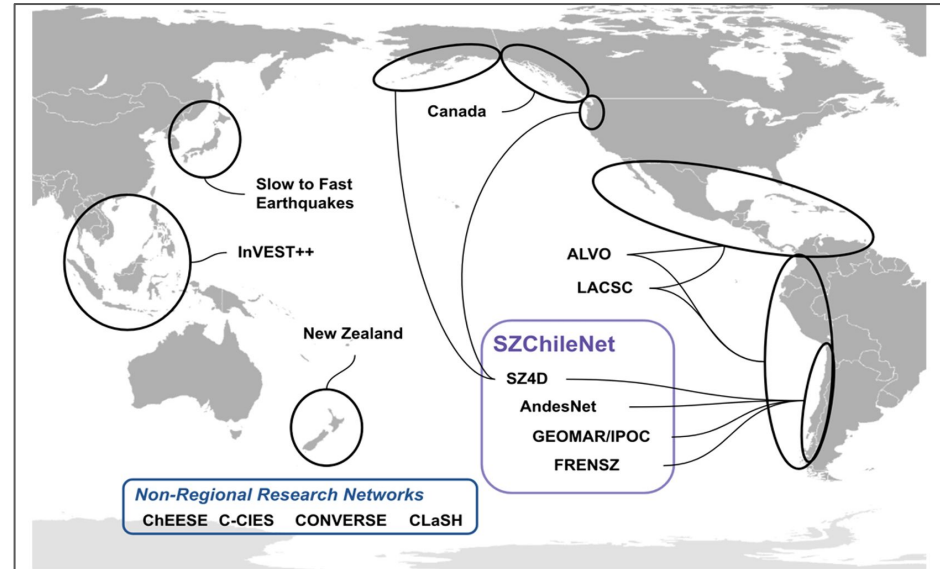 Canada
Slow to Fast
Earthquakes
InVEST++
ALVO
LACSC
New Zealand
SZChileNet
SZ4D
AndesNet
GEOMAR/IPOC
FRENSZ
Non-Regional Research Networks
ChEESE C-CIES CONVERSE CLaSH